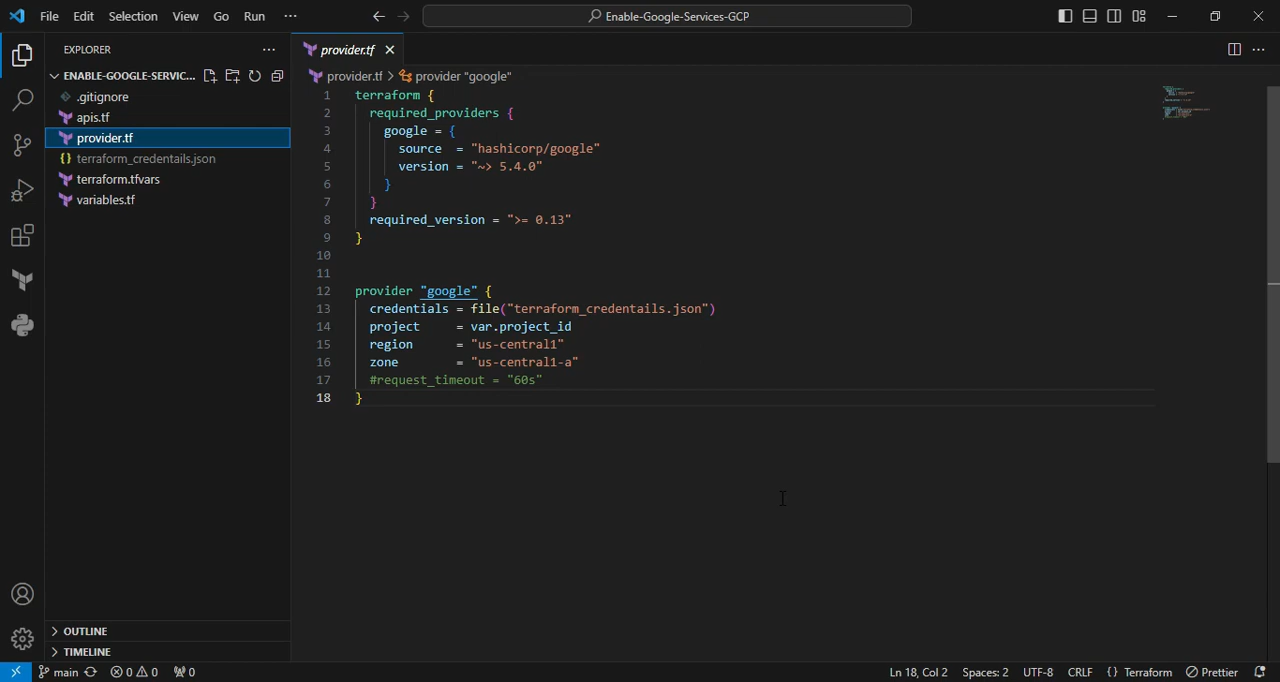 File Edit Selection View Go Run ···
Enable-Google-Services-GCP
EXPLORER ···
ENABLE-GOOGLE-SERVIC...
.gitignore
apis.tf
provider.tf
terraform_credentails.json
terraform.tfvars
variables.tf
OUTLINE
TIMELINE
provider.tf
provider.tf > provider "google"
1 terraform {
2 required_providers {
3 google = {
4 source = "hashicorp/google"
5 version = "~> 5.4.0"
6 }
7 }
8 required_version = ">= 0.13"
9 }
10
11
12 provider "google" {
13 credentials = file("terraform_credentails.json")
14 project = var.project_id
15 region = "us-central1"
16 zone = "us-central1-a"
17 #request_timeout = "60s"
18 }
main 0 0 0 Ln 18, Col 2 Spaces: 2 UTF-8 CRLF {} Terraform Prettier